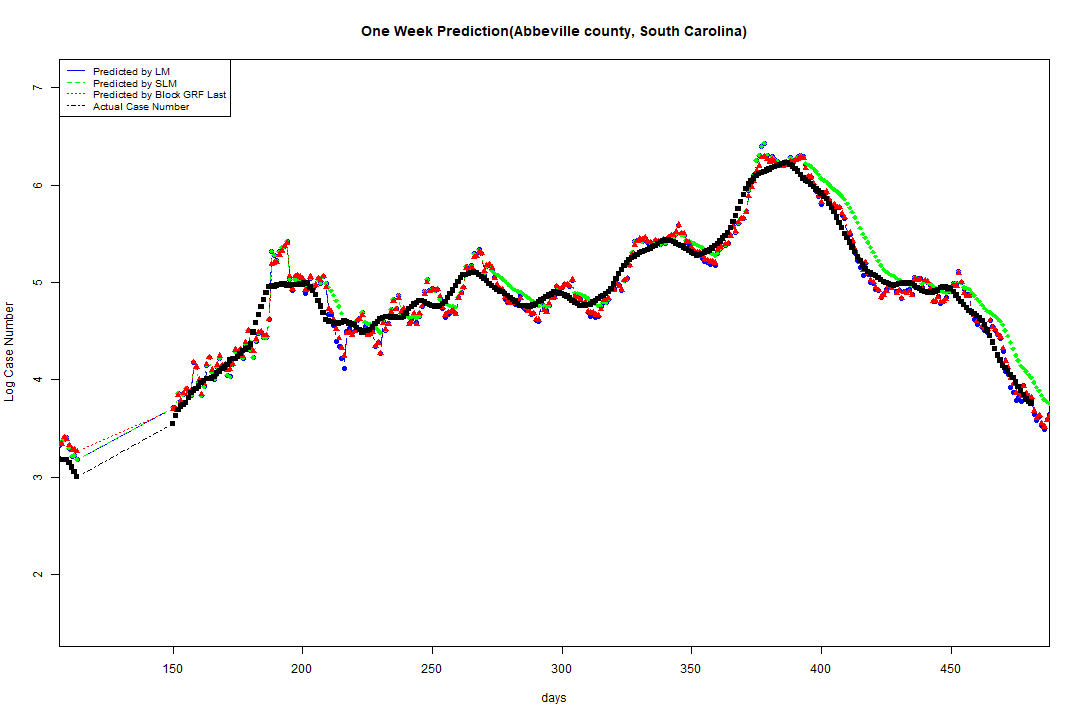 One Week Prediction(Abbeville county, South Carolina)
Predicted by LM
Predicted by SLM
Predicted by Block GRF Last
Actual Case Number
7
6
5
4
3
2
Log Case Number
150 200 250 300 350 400 450
days